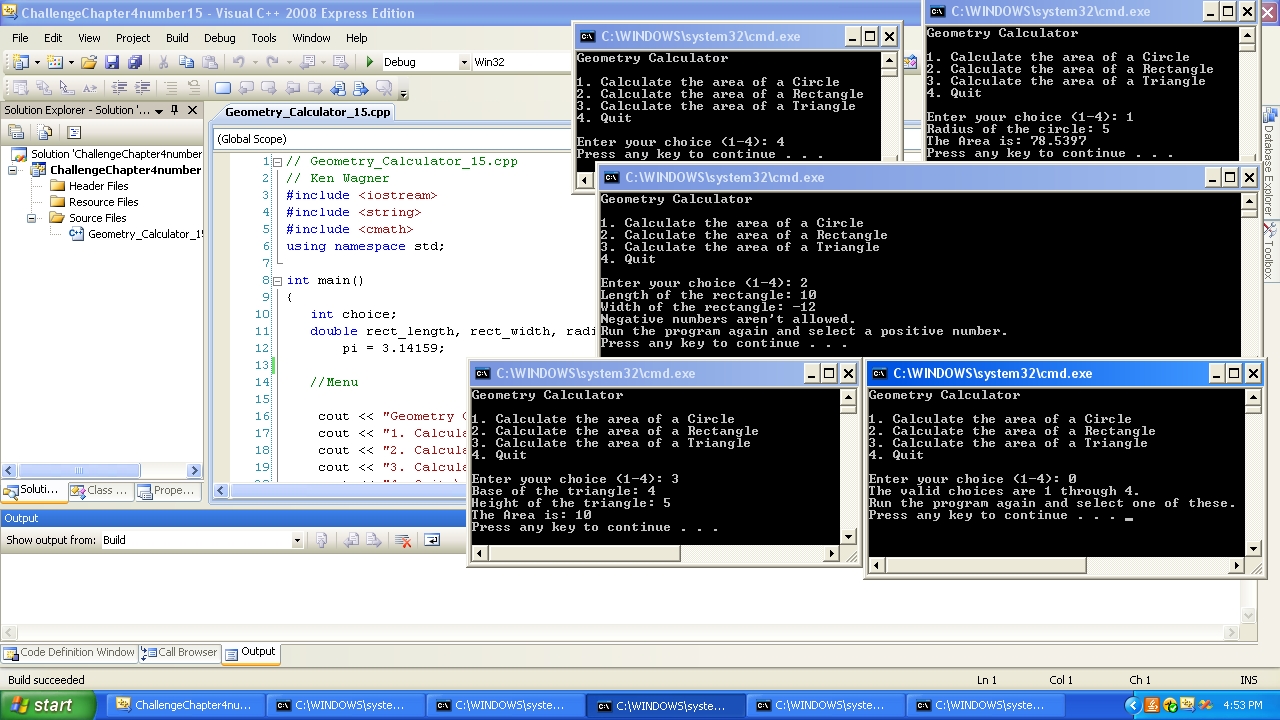 ChallengeChapter4number15 - Visual C++ 2008 Express Edition
File Edit View Project Build Debug Tools Window Help
Debug
Win32
Solution Explorer - Solution '...
Solution 'ChallengeChapter4number
ChallengeChapter4number
Header Files
Resource Files
Source Files
Geometry_Calculator_15
Soluti...
Class ...
Prope...
Geometry_Calculator_15.cpp
(Global Scope)
1 // Geometry_Calculator_15.cpp
2 // Ken Wagner
3 #include <iostream>
4 #include <string>
5 #include <cmath>
6 using namespace std;
7
8 int main()
9 {
10 int choice;
11 double rect_length, rect_width, radi
12 pi = 3.14159;
13
14 //Menu
15
16 cout << "Geometry
17 cout << "1. Calcula
18 cout << "2. Calcula
19 cout << "3. Calcula
C:\WINDOWS\system32\cmd.exe
Geometry Calculator
1. Calculate the area of a Circle
2. Calculate the area of a Rectangle
3. Calculate the area of a Triangle
4. Quit
Enter your choice (1-4): 4
Press any key to continue . . .
C:\WINDOWS\system32\cmd.exe
Geometry Calculator
1. Calculate the area of a Circle
2. Calculate the area of a Rectangle
3. Calculate the area of a Triangle
4. Quit
Enter your choice (1-4): 1
Radius of the circle: 5
The Area is: 78.5397
Press any key to continue . . .
C:\WINDOWS\system32\cmd.exe
Geometry Calculator
1. Calculate the area of a Circle
2. Calculate the area of a Rectangle
3. Calculate the area of a Triangle
4. Quit
Enter your choice (1-4): 2
Length of the rectangle: 10
Width of the rectangle: -12
Negative numbers aren't allowed.
Run the program again and select a positive number.
Press any key to continue . . .
C:\WINDOWS\system32\cmd.exe
Geometry Calculator
1. Calculate the area of a Circle
2. Calculate the area of a Rectangle
3. Calculate the area of a Triangle
4. Quit
Enter your choice (1-4): 3
Base of the triangle: 4
Height of the triangle: 5
The Area is: 10
Press any key to continue . . .
C:\WINDOWS\system32\cmd.exe
Geometry Calculator
1. Calculate the area of a Circle
2. Calculate the area of a Rectangle
3. Calculate the area of a Triangle
4. Quit
Enter your choice (1-4): 0
The valid choices are 1 through 4.
Run the program again and select one of these.
Press any key to continue . . . _
Database Explorer
Toolbox
Output
Show output from: Build
Code Definition Window
Call Browser
Output
Build succeeded
Ln 1
Col 1
Ch 1
INS
start
ChallengeChapter4nu...
C:\WINDOWS\syste...
C:\WINDOWS\syste...
C:\WINDOWS\syste...
C:\WINDOWS\syste...
C:\WINDOWS\syste...
4:53 PM